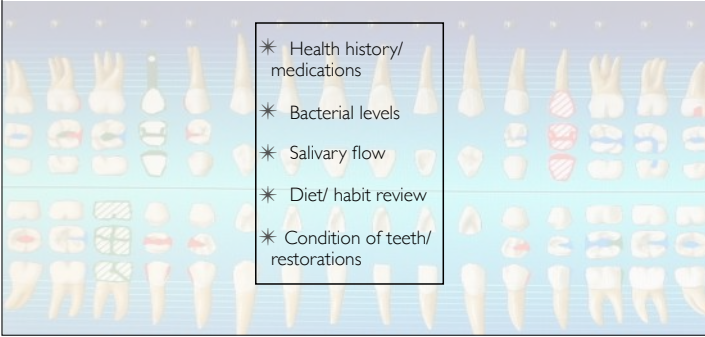 ✴ Health history/
medications
✴ Bacterial levels
✴ Salivary flow
✴ Diet/ habit review
✴ Condition of teeth/
restorations